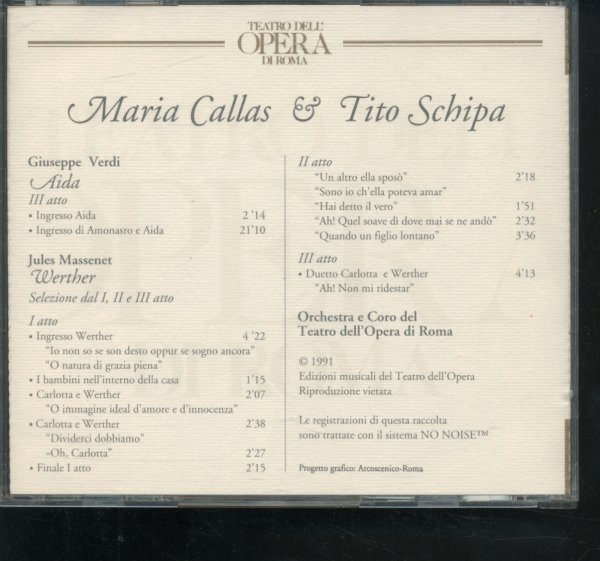 TEATRO DELL'
OPERA
DI ROMA
Maria Callas & Tito Schipa
Giuseppe Verdi
Aida
III atto
• Ingresso Aida 2 '14
• Ingresso di Amonasro e Aida 21'10
Jules Massenet
Werther
Selezione dal I, II e III atto
I atto
• Ingresso Werther 4 '22
“Io non so se son desto oppur se sogno ancora”
“O natura di grazia piena”
• I bambini nell'interno della casa 1'15
• Carlotta e Werther 2'07
“O immagine ideal d'amore e d'innocenza”
• Carlotta e Werther 2'38
“Dividerci dobbiamo”
«Oh, Carlotta” 2'27
• Finale I atto 2'15
II atto
“Un altro ella sposò” 2'18
“Sono io ch'ella poteva amar”
“Hai detto il vero” 1'51
“Ah! Quel soave di dove mai se ne andò” 2'32
“Quando un figlio lontano” 3'36
III atto
• Duetto Carlotta e Werther 4'13
“Ah! Non mi ridestar”
Orchestra e Coro del
Teatro dell'Opera di Roma
© 1991
Edizioni musicali del Teatro dell'Opera
Riproduzione vietata
Le registrazioni di questa raccolta
sono trattate con il sistema NO NOISE™
Progetto grafico: Arcoscenico-Roma